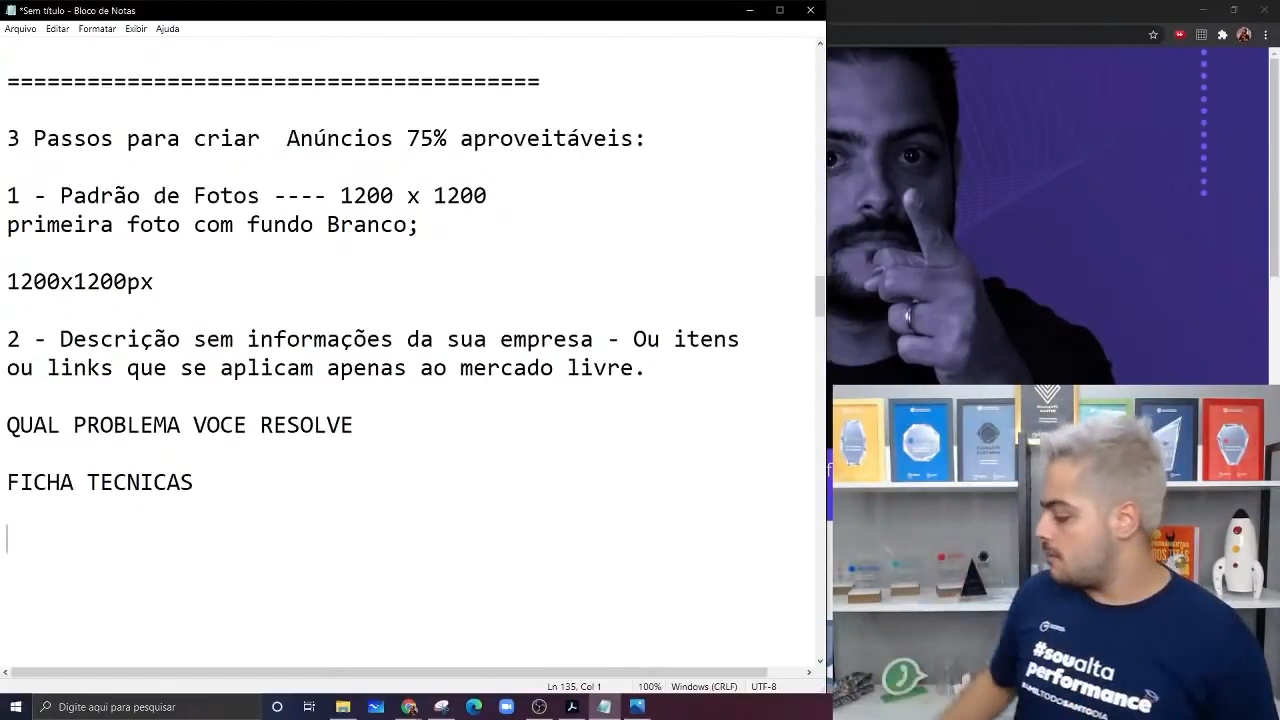 *Sem título - Bloco de Notas
Arquivo Editar Formatar Exibir Ajuda
========================================
3 Passos para criar  Anúncios 75% aproveitáveis:
1 - Padrão de Fotos ---- 1200 x 1200
primeira foto com fundo Branco;
1200x1200px
2 - Descrição sem informações da sua empresa - Ou itens
ou links que se aplicam apenas ao mercado livre.
QUAL PROBLEMA VOCE RESOLVE
FICHA TECNICAS
#soualta
performance
Ln 135, Col 1 100% Windows (CRLF) UTF-8
Digite aqui para pesquisar